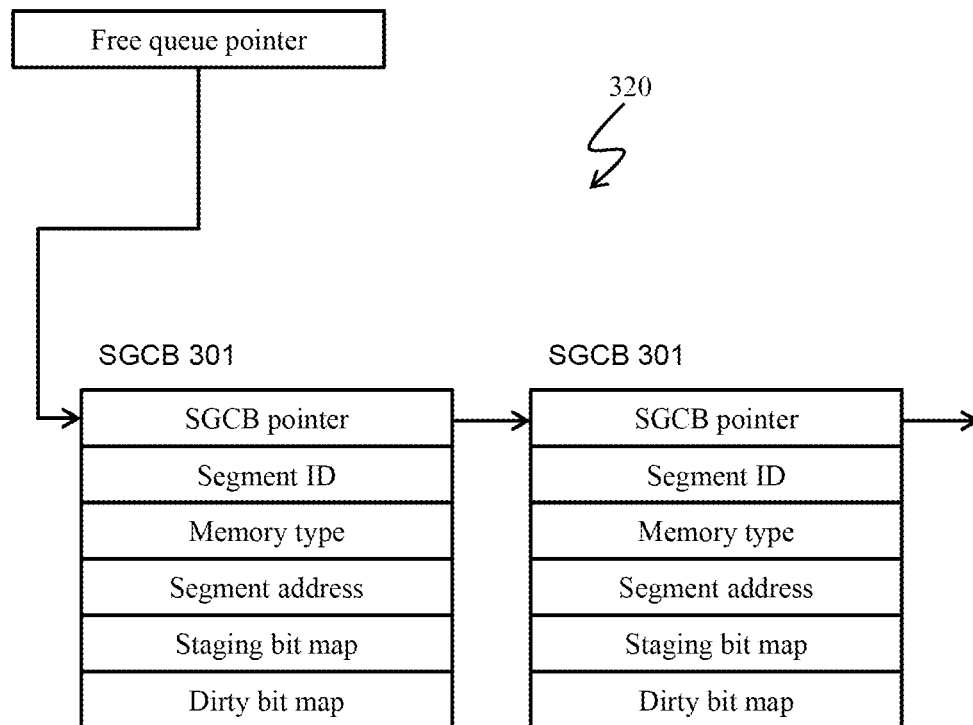 Free queue pointer
320
SGCB 301
SGCB pointer
Segment ID
Memory type
Segment address
Staging bit map
Dirty bit map
SGCB 301
SGCB pointer
Segment ID
Memory type
Segment address
Staging bit map
Dirty bit map